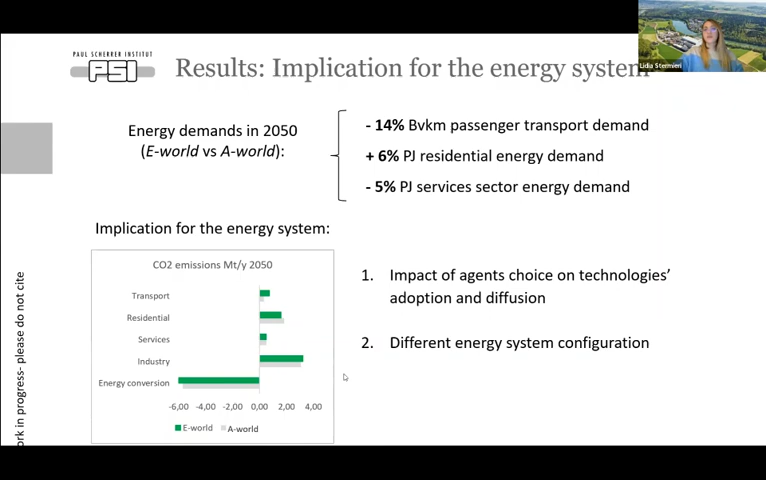 PAUL SCHERRER INSTITUT
PSI
Results: Implication for the energy system
Lidia Stermieri
Energy demands in 2050
(E-world vs A-world):
- 14% Bvkm passenger transport demand
+ 6% PJ residential energy demand
- 5% PJ services sector energy demand
Implication for the energy system:
CO2 emissions Mt/y 2050
Transport
Residential
Services
Industry
Energy conversion
-6,00 -4,00 -2,00 0,00 2,00 4,00
E-world A-world
1. Impact of agents choice on technologies’
adoption and diffusion
2. Different energy system configuration
ork in progress- please do not cite